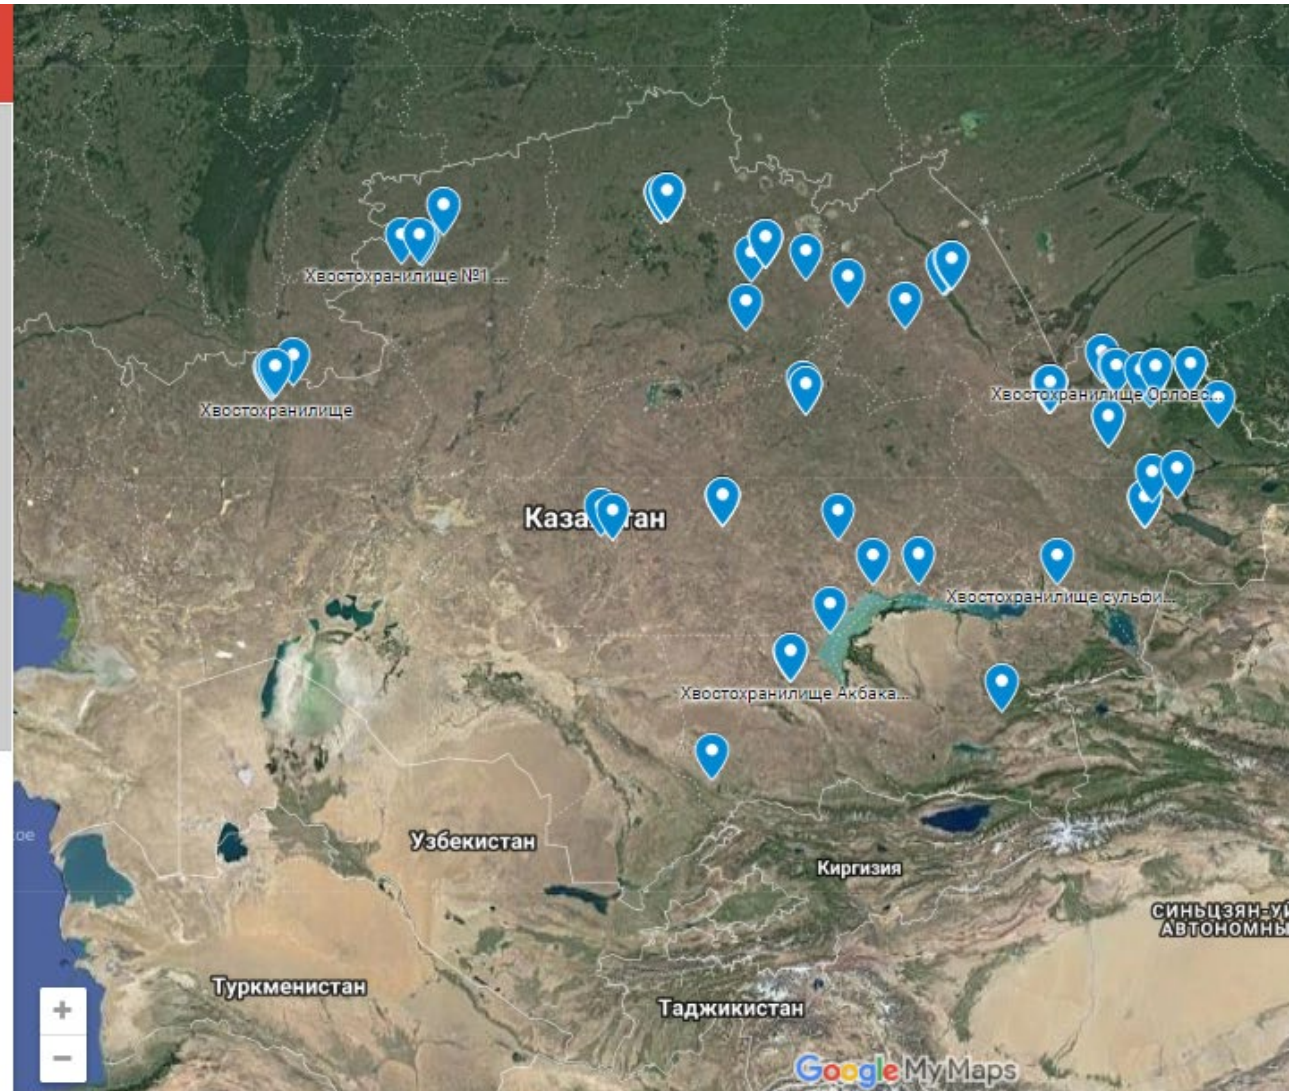 Хвостохранилище №1 ...
Хвостохранилище
Хвостохранилище Орловс...
Каза тан
Хвостохранилище сульфи...
Хвостохранилище Акбака...
ое
Узбекистан
Киргизия
СИНЬЦЗЯН-УЙ
АВТОНОМНЫ
Туркменистан
Таджикистан
Google My Maps
+
−